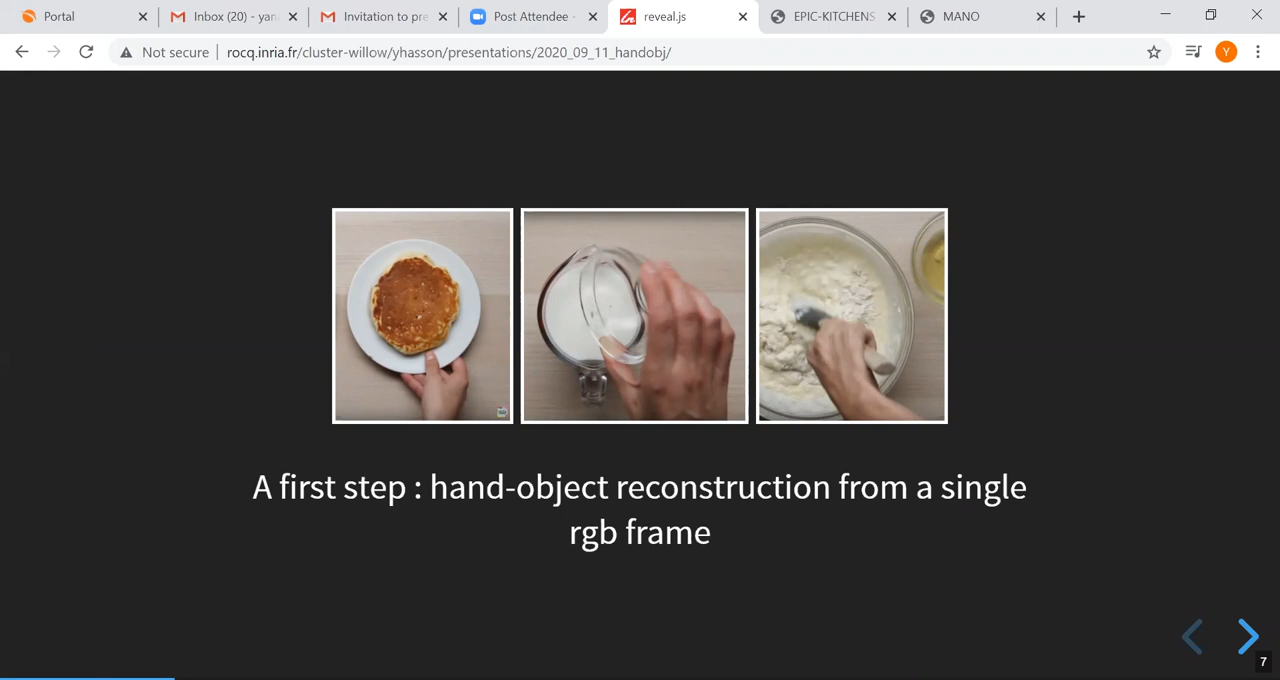 Portal
Inbox (20) - yan
Invitation to pre
Post Attendee -
reveal.js
EPIC-KITCHENS
MANO
Not secure
rocq.inria.fr/cluster-willow/yhasson/presentations/2020_09_11_handobj/
Y
A first step : hand-object reconstruction from a single
rgb frame
7